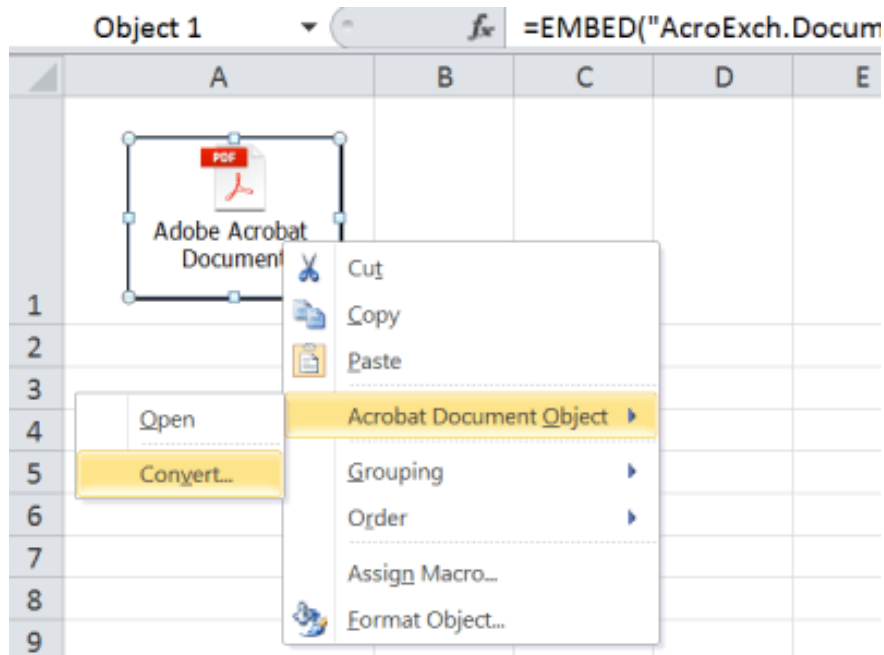 Object 1 fx =EMBED("AcroExch.Docum
A B C D E
PDF
Adobe Acrobat
Document
Cut
1
Copy
2
Paste
3
Open
Acrobat Document Object
4
Convert...
Grouping
5
6
Order
7
Assign Macro...
8
Format Object...
9